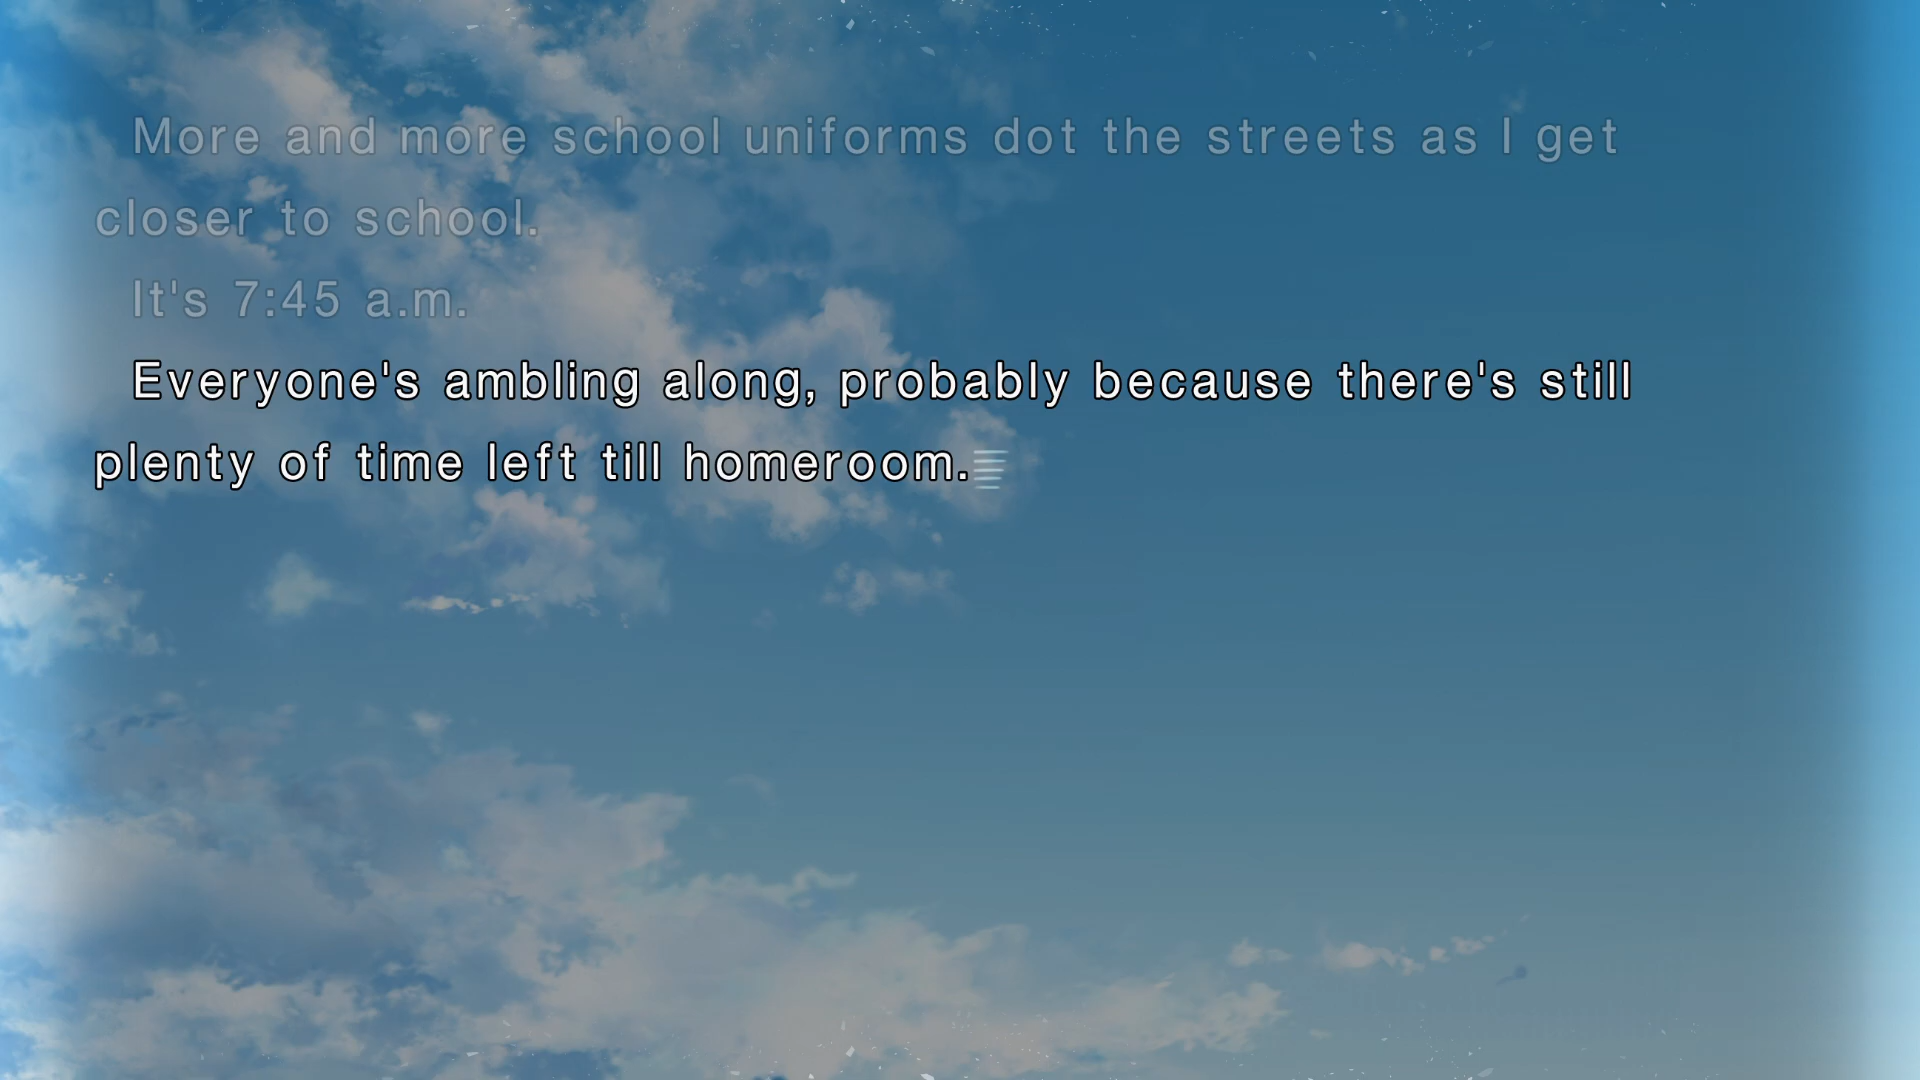 More and more school uniforms dot the streets as I get
closer to school.
It's 7:45 a.m.
Everyone's ambling along, probably because there's still
plenty of time left till homeroom.